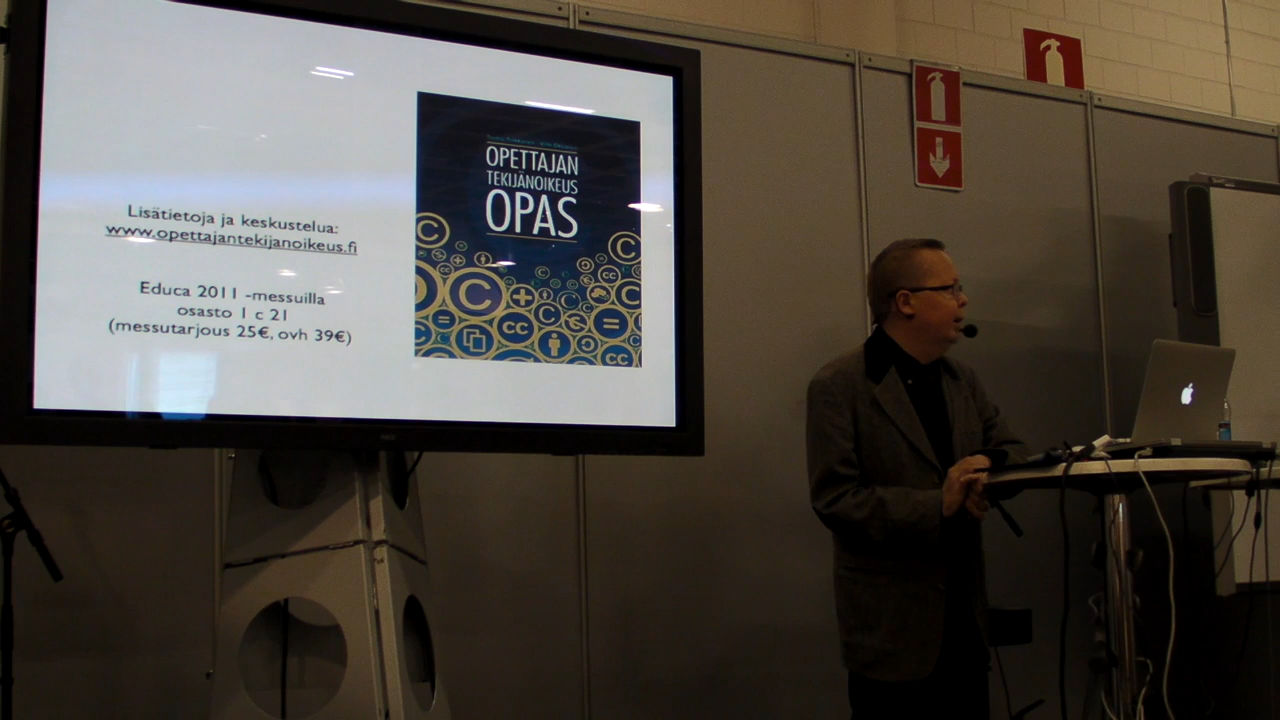 Lisätietoja ja keskustelua:
www.opettajantekijanoikeus.fi
Educa 2011 -messuilla
osasto 1 c 21
(messutarjous 25€, ovh 39€)
OPETTAJAN
TEKIJÄNOIKEUS
OPAS